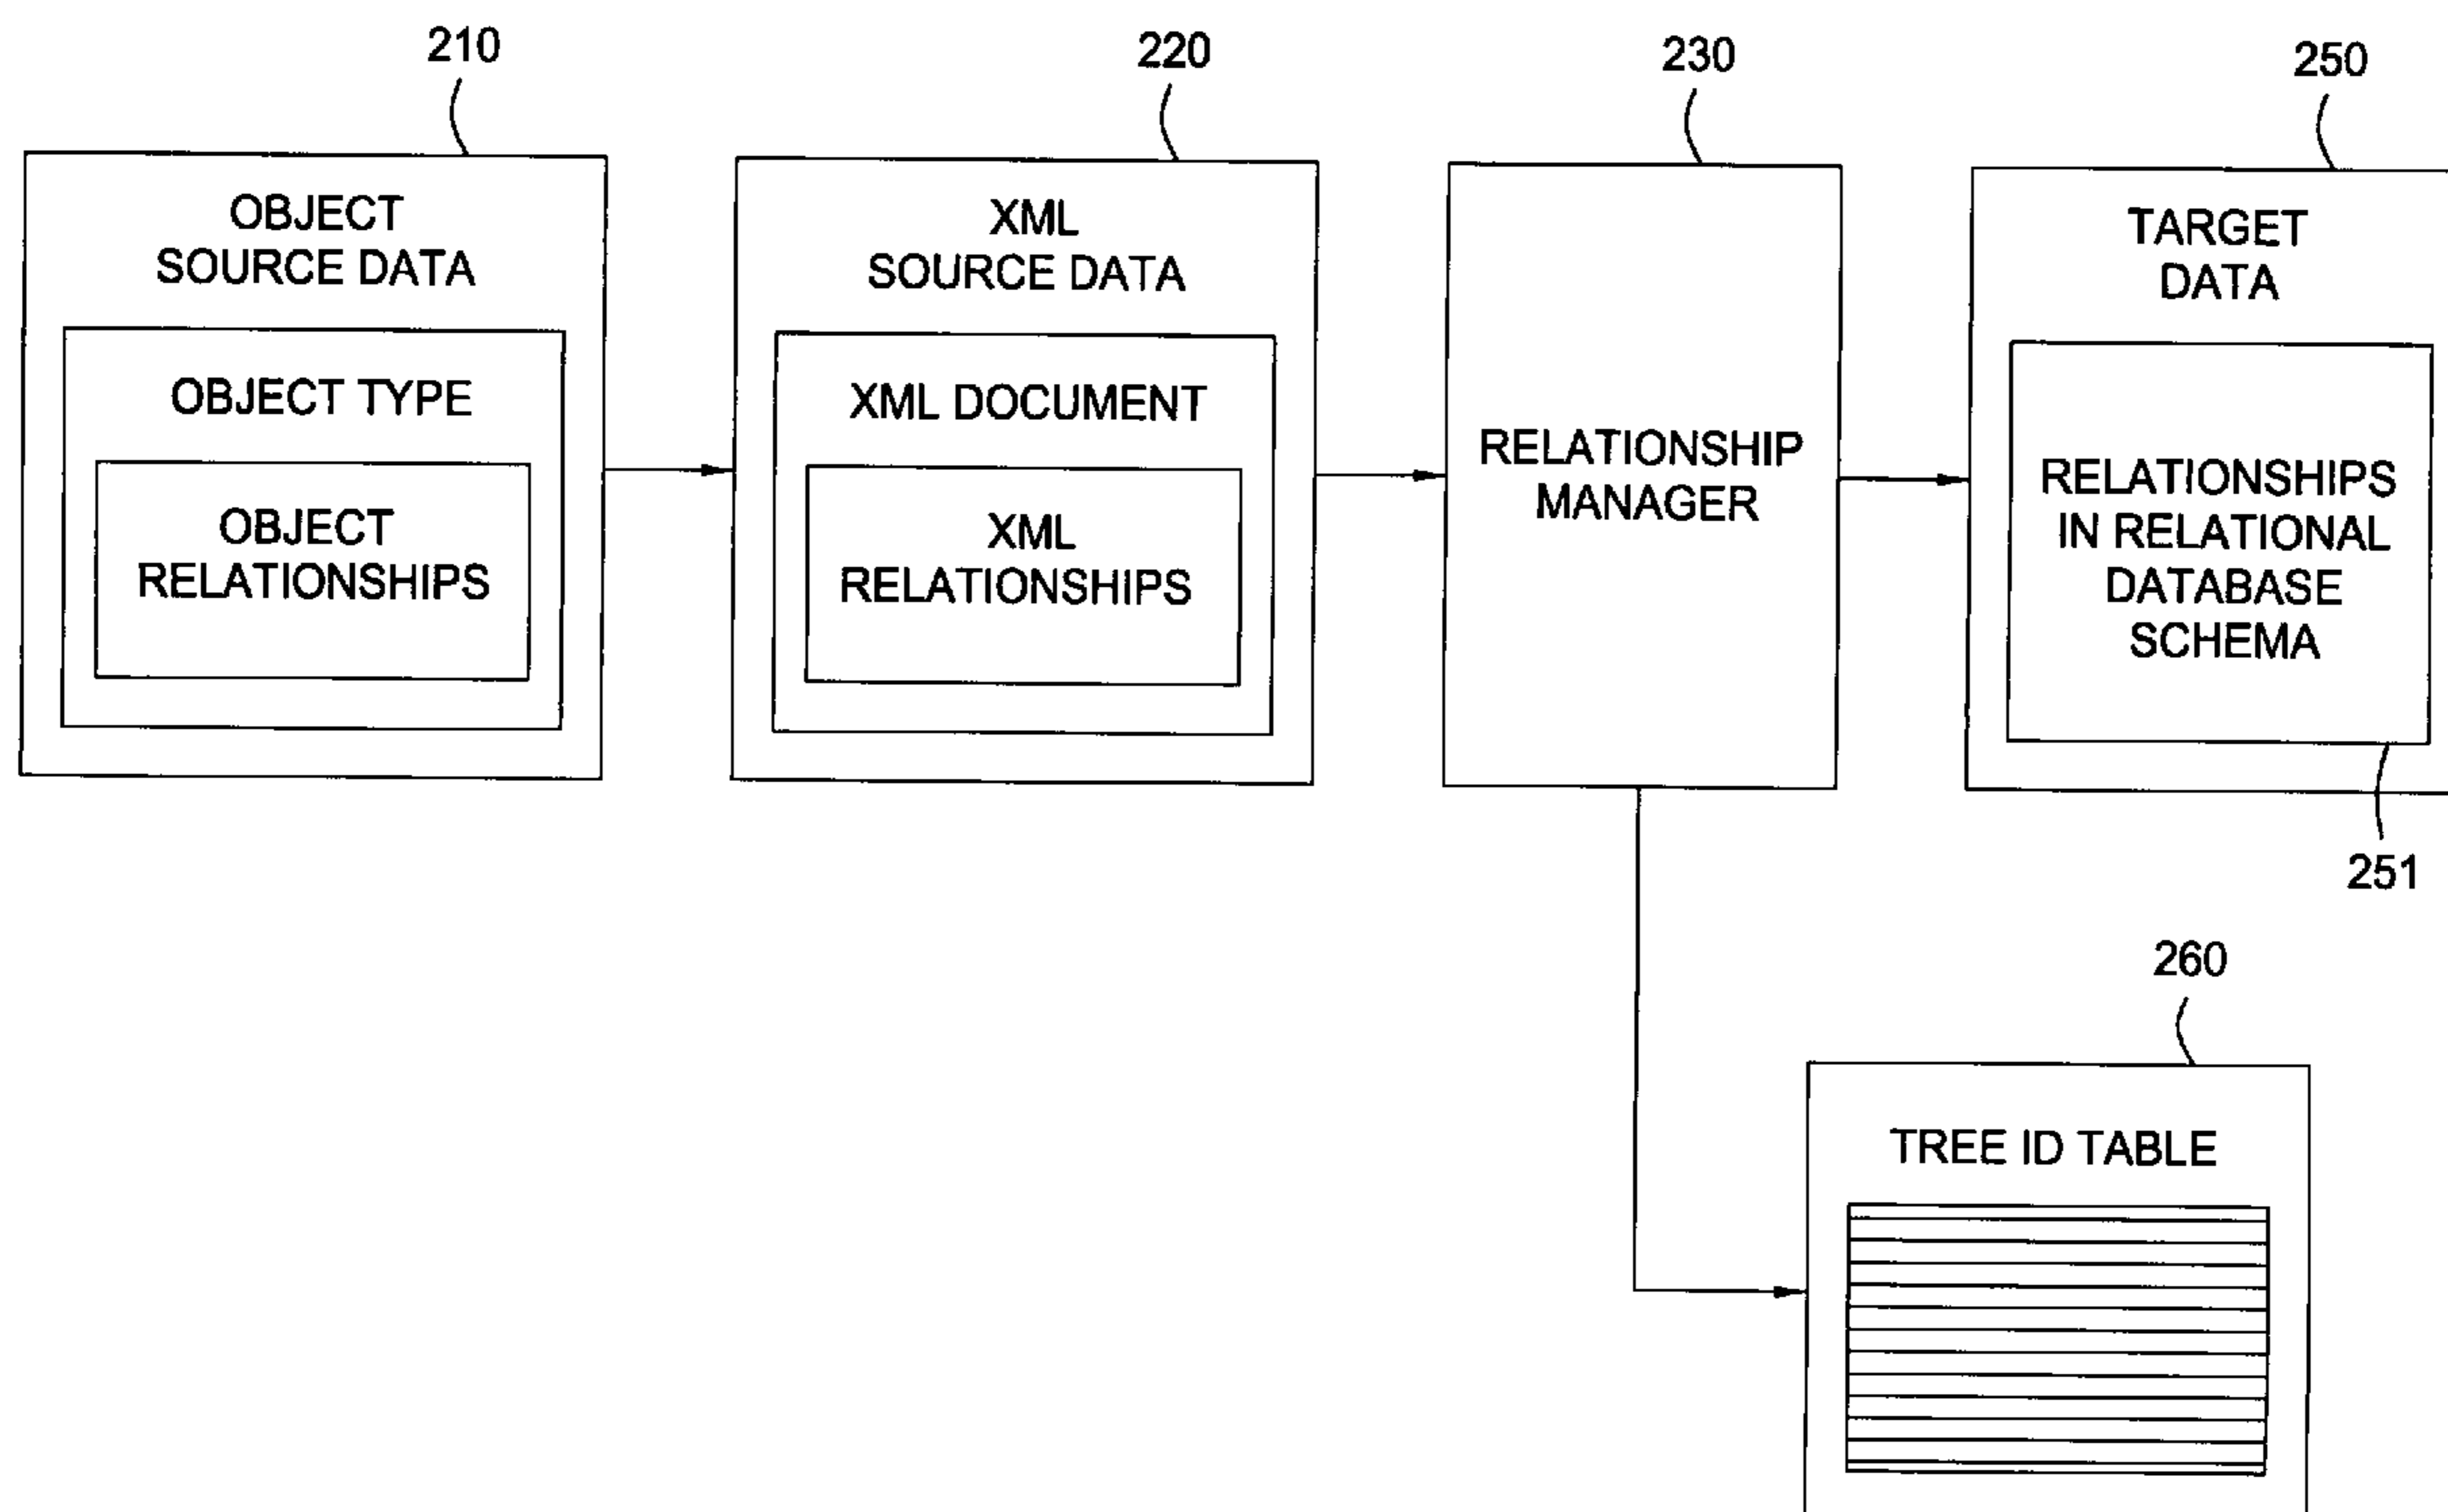 210
220
230
250
OBJECT
SOURCE DATA
OBJECT TYPE
OBJECT
RELATIONSHIPS
XML
SOURCE DATA
XML DOCUMENT
XML
RELATIONSHIPS
RELATIONSHIP
MANAGER
TARGET
DATA
RELATIONSHIPS
IN RELATIONAL
DATABASE
SCHEMA
251
260
TREE ID TABLE